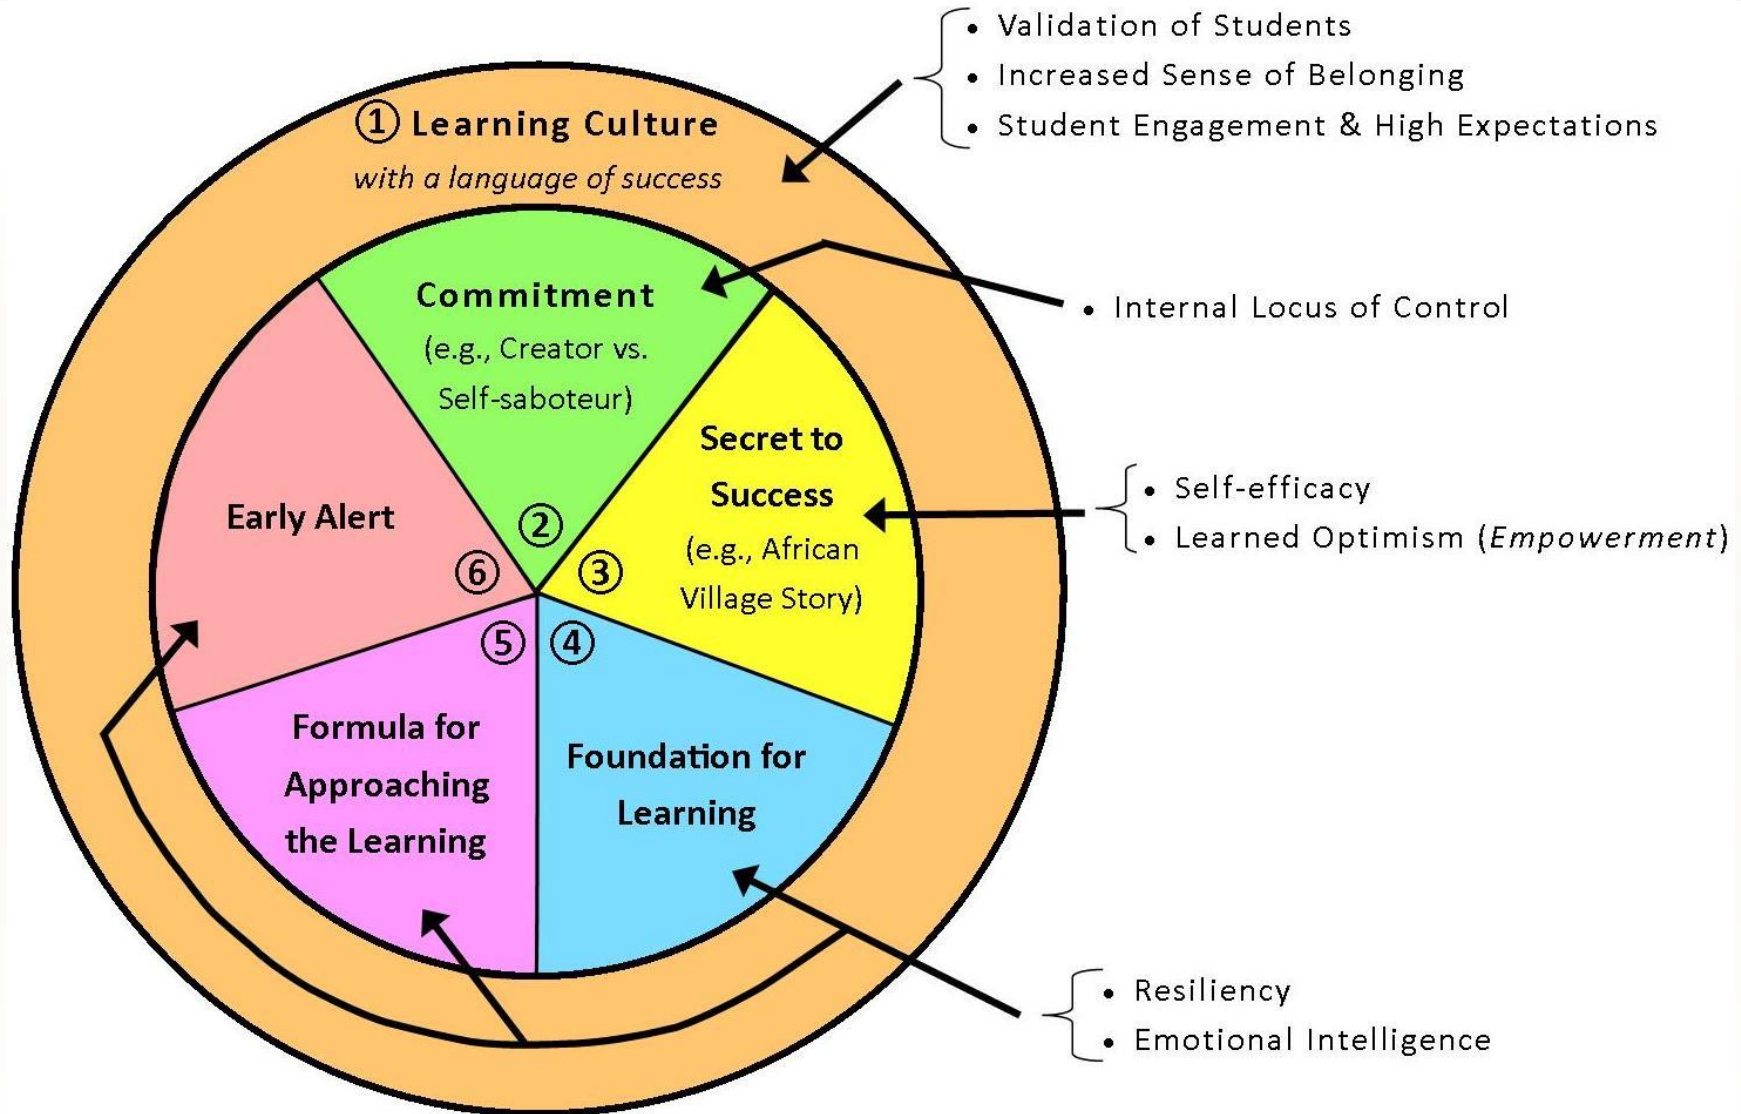 • Validation of Students
• Increased Sense of Belonging
• Student Engagement & High Expectations
① Learning Culture
with a language of success
Commitment
(e.g., Creator vs.
Self-saboteur)
②
• Internal Locus of Control
Secret to
Success
(e.g., African
Village Story)
③
• Self-efficacy
• Learned Optimism (Empowerment)
Foundation for
Learning
④
• Resiliency
• Emotional Intelligence
⑤
Formula for
Approaching
the Learning
Early Alert
⑥